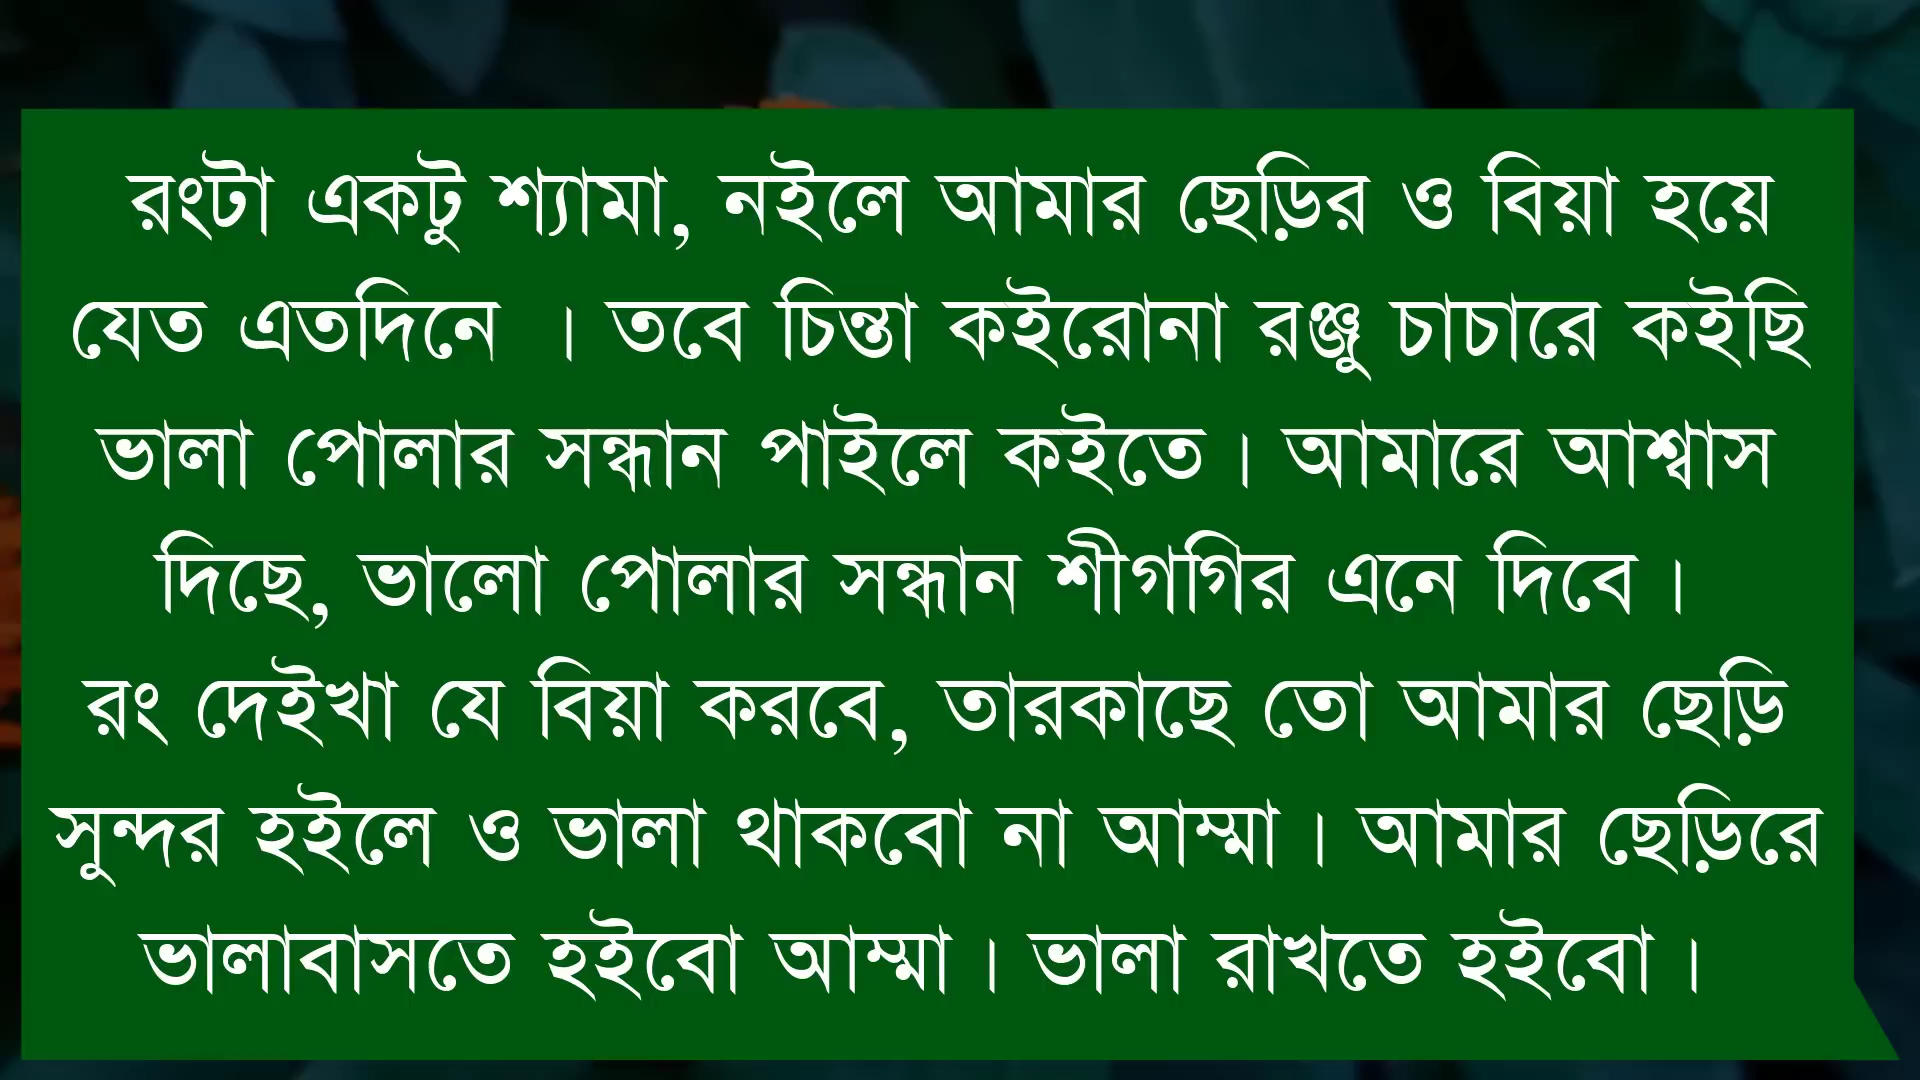 রংটা একটু শ্যামা, নইলে আমার ছেড়ির ও বিয়া হয়ে
যেত এতদিনে । তবে চিন্তা কইরোনা রঞ্জু চাচারে কইছি
ভালা পোলার সন্ধান পাইলে কইতে । আমারে আশ্বাস
দিছে, ভালো পোলার সন্ধান শীগগির এনে দিবে ।
রং দেইখা যে বিয়া করবে, তারকাছে তো আমার ছেড়ি
সুন্দর হইলে ও ভালা থাকবো না আম্মা । আমার ছেড়িরে
ভালাবাসতে হইবো আম্মা । ভালা রাখতে হইবো ।